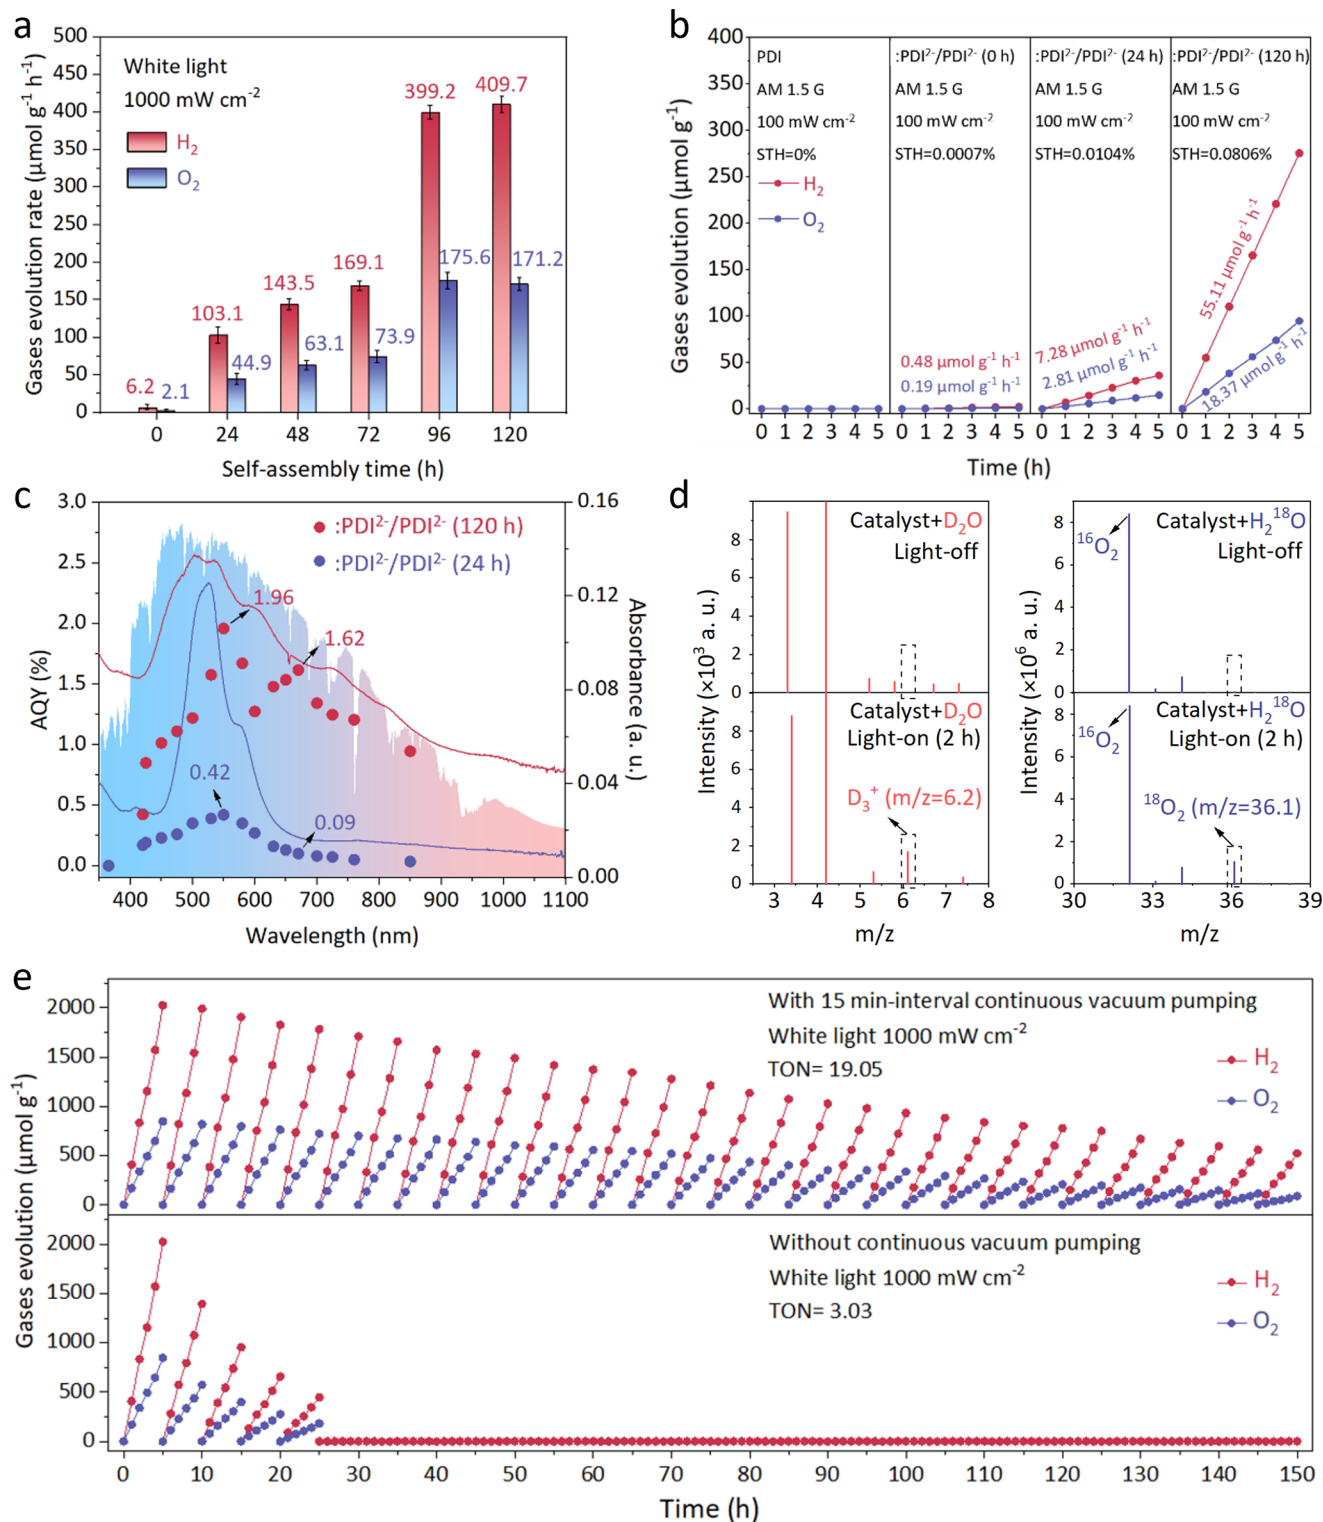 a
Gases evolution rate (μmol g⁻¹ h⁻¹)
500
450
400
350
300
250
200
150
100
50
0
White light
1000 mW cm⁻²
H₂
O₂
6.2
2.1
103.1
44.9
143.5
63.1
169.1
73.9
399.2
175.6
409.7
171.2
0 24 48 72 96 120
Self-assembly time (h)
b
Gases evolution (μmol g⁻¹)
400
350
300
250
200
150
100
50
0
PDI
AM 1.5 G
100 mW cm⁻²
STH=0%
H₂
O₂
:PDI²⁻/PDI²⁻ (0 h)
AM 1.5 G
100 mW cm⁻²
STH=0.0007%
0.48 μmol g⁻¹ h⁻¹
0.19 μmol g⁻¹ h⁻¹
:PDI²⁻/PDI²⁻ (24 h)
AM 1.5 G
100 mW cm⁻²
STH=0.0104%
7.28 μmol g⁻¹ h⁻¹
2.81 μmol g⁻¹ h⁻¹
:PDI²⁻/PDI²⁻ (120 h)
AM 1.5 G
100 mW cm⁻²
STH=0.0806%
55.11 μmol g⁻¹ h⁻¹
18.37 μmol g⁻¹ h⁻¹
0 1 2 3 4 5 0 1 2 3 4 5 0 1 2 3 4 5 0 1 2 3 4 5
Time (h)
c
AQY (%)
3.0
2.5
2.0
1.5
1.0
0.5
0.0
:PDI²⁻/PDI²⁻ (120 h)
:PDI²⁻/PDI²⁻ (24 h)
1.96
1.62
0.42
0.09
0.16
0.12
0.08
0.04
0.00
Absorbance (a. u.)
400 500 600 700 800 900 1000 1100
Wavelength (nm)
d
Intensity (×10³ a. u.)
8
6
4
2
0
8
6
4
2
0
Catalyst+D₂O
Light-off
Catalyst+D₂O
Light-on (2 h)
D₃⁺ (m/z=6.2)
3 4 5 6 7 8
m/z
Intensity (×10⁶ a. u.)
8
6
4
2
0
8
6
4
2
0
¹⁶O₂
Catalyst+H₂¹⁸O
Light-off
¹⁶O₂
Catalyst+H₂¹⁸O
Light-on (2 h)
¹⁸O₂ (m/z=36.1)
30 33 36 39
m/z
e
Gases evolution (μmol g⁻¹)
2000
1500
1000
500
0
With 15 min-interval continuous vacuum pumping
White light 1000 mW cm⁻²
TON= 19.05
H₂
O₂
2000
1500
1000
500
0
Without continuous vacuum pumping
White light 1000 mW cm⁻²
TON= 3.03
H₂
O₂
0 10 20 30 40 50 60 70 80 90 100 110 120 130 140 150
Time (h)